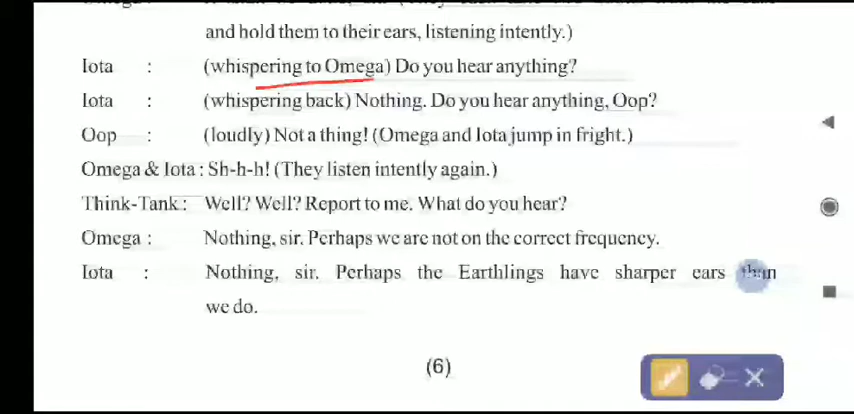 and hold them to their ears, listening intently.)
Iota : (whispering to Omega) Do you hear anything?
Iota : (whispering back) Nothing. Do you hear anything, Oop?
Oop : (loudly) Not a thing! (Omega and Iota jump in fright.)
Omega & Iota : Sh-h-h! (They listen intently again.)
Think-Tank : Well? Well? Report to me. What do you hear?
Omega : Nothing, sir. Perhaps we are not on the correct frequency.
Iota : Nothing, sir. Perhaps the Earthlings have sharper ears than
we do.
(6)